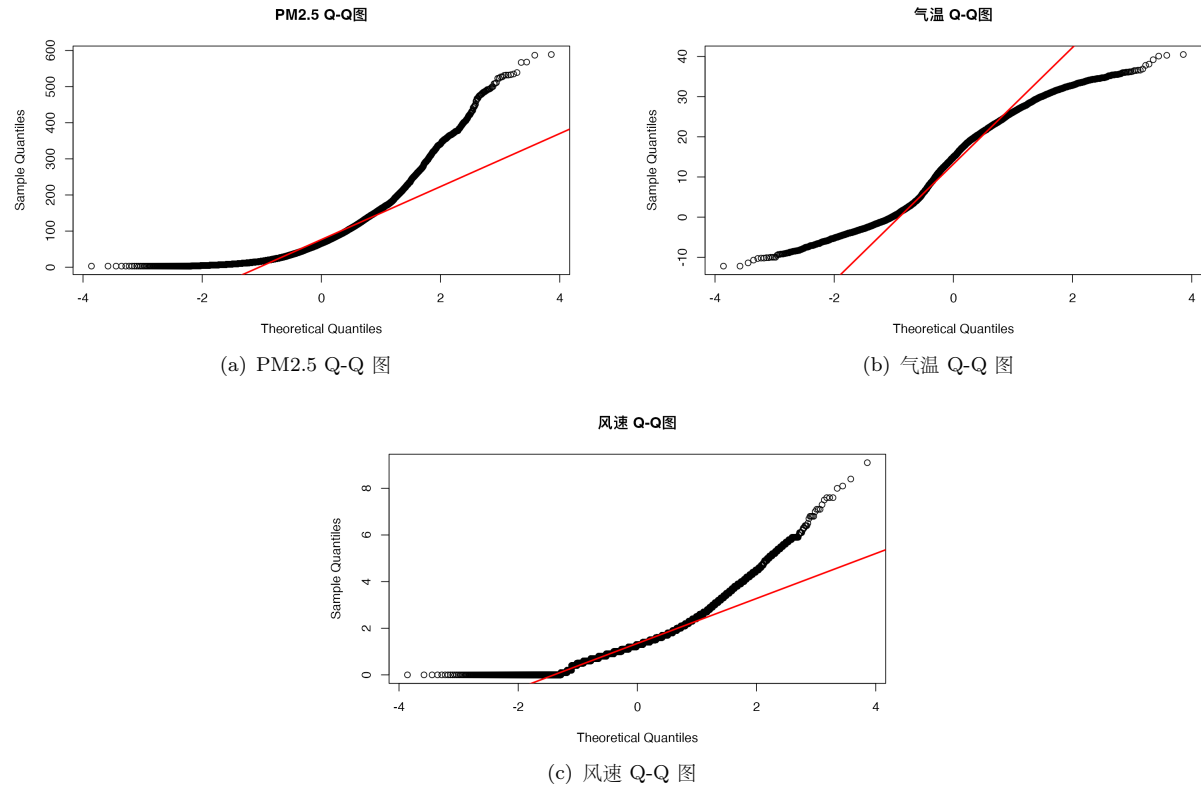 PM2.5 Q-Q图
Sample Quantiles
600
500
400
300
200
100
0
-4 -2 0 2 4
Theoretical Quantiles
(a) PM2.5 Q-Q 图
气温 Q-Q图
Sample Quantiles
40
30
20
10
0
-10
-4 -2 0 2 4
Theoretical Quantiles
(b) 气温 Q-Q 图
风速 Q-Q图
Sample Quantiles
8
6
4
2
0
-4 -2 0 2 4
Theoretical Quantiles
(c) 风速 Q-Q 图